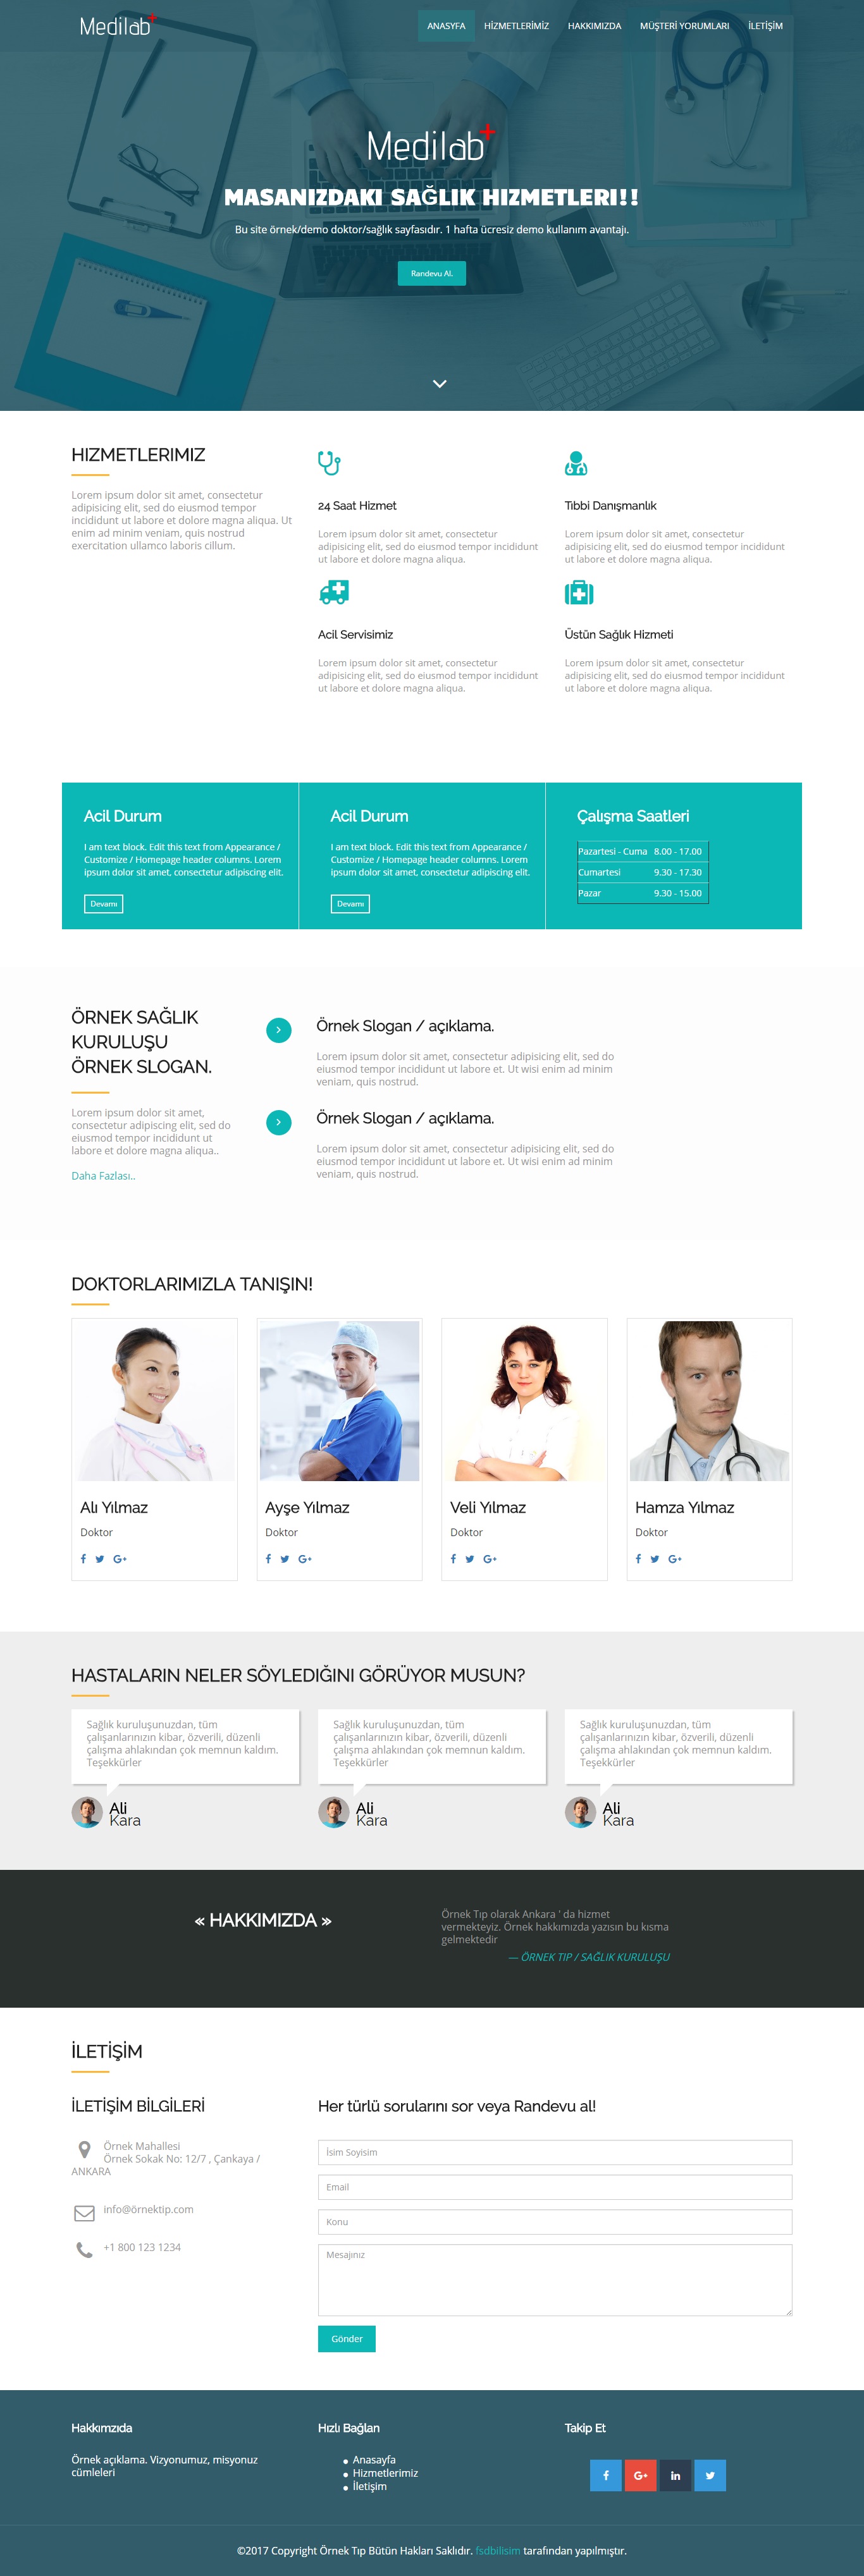 Medilab+
ANASYFA
HİZMETLERİMİZ
HAKKIMIZDA
MÜŞTERİ YORUMLARI
İLETİŞİM
Medilab+
MASANIZDAKI SAĞLIK HIZMETLERI!!
Bu site örnek/demo doktor/sağlık sayfasıdır. 1 hafta ücresiz demo kullanım avantajı.
Randevu Al.
HIZMETLERIMIZ
Lorem ipsum dolor sit amet, consectetur
adipisicing elit, sed do eiusmod tempor
incididunt ut labore et dolore magna aliqua. Ut
enim ad minim veniam, quis nostrud
exercitation ullamco laboris cillum.
24 Saat Hizmet
Lorem ipsum dolor sit amet, consectetur
adipisicing elit, sed do eiusmod tempor incididunt
ut labore et dolore magna aliqua.
Tıbbi Danışmanlık
Lorem ipsum dolor sit amet, consectetur
adipisicing elit, sed do eiusmod tempor incididunt
ut labore et dolore magna aliqua.
Acil Servisimiz
Lorem ipsum dolor sit amet, consectetur
adipisicing elit, sed do eiusmod tempor incididunt
ut labore et dolore magna aliqua.
Üstün Sağlık Hizmeti
Lorem ipsum dolor sit amet, consectetur
adipisicing elit, sed do eiusmod tempor incididunt
ut labore et dolore magna aliqua.
Acil Durum
I am text block. Edit this text from Appearance /
Customize / Homepage header columns. Lorem
ipsum dolor sit amet, consectetur adipiscing elit.
Devamı
Acil Durum
I am text block. Edit this text from Appearance /
Customize / Homepage header columns. Lorem
ipsum dolor sit amet, consectetur adipiscing elit.
Devamı
Çalışma Saatleri
Pazartesi - Cuma 8.00 - 17.00
Cumartesi 9.30 - 17.30
Pazar 9.30 - 15.00
ÖRNEK SAĞLIK
KURULUŞU
ÖRNEK SLOGAN.
Lorem ipsum dolor sit amet,
consectetur adipiscing elit, sed do
eiusmod tempor incididunt ut
labore et dolore magna aliqua..
Daha Fazlası..
Örnek Slogan / açıklama.
Lorem ipsum dolor sit amet, consectetur adipisicing elit, sed do
eiusmod tempor incididunt ut labore et. Ut wisi enim ad minim
veniam, quis nostrud.
Örnek Slogan / açıklama.
Lorem ipsum dolor sit amet, consectetur adipisicing elit, sed do
eiusmod tempor incididunt ut labore et. Ut wisi enim ad minim
veniam, quis nostrud.
DOKTORLARIMIZLA TANIŞIN!
Alı Yılmaz
Doktor
Ayşe Yılmaz
Doktor
Veli Yılmaz
Doktor
Hamza Yılmaz
Doktor
HASTALARIN NELER SÖYLEDIĞINI GÖRÜYOR MUSUN?
Sağlık kuruluşunuzdan, tüm
çalışanlarınızın kibar, özverili, düzenli
çalışma ahlakından çok memnun kaldım.
Teşekkürler
Ali
Kara
Sağlık kuruluşunuzdan, tüm
çalışanlarınızın kibar, özverili, düzenli
çalışma ahlakından çok memnun kaldım.
Teşekkürler
Ali
Kara
Sağlık kuruluşunuzdan, tüm
çalışanlarınızın kibar, özverili, düzenli
çalışma ahlakından çok memnun kaldım.
Teşekkürler
Ali
Kara
« HAKKIMIZDA »
Örnek Tıp olarak Ankara ' da hizmet
vermekteyiz. Örnek hakkımızda yazısın bu kısma
gelmektedir
— ÖRNEK TIP / SAĞLIK KURULUŞU
İLETİŞİM
İLETİŞİM BİLGİLERİ
Örnek Mahallesi
Örnek Sokak No: 12/7 , Çankaya /
ANKARA
info@örnektip.com
+1 800 123 1234
Her türlü sorularını sor veya Randevu al!
İsim Soyisim
Email
Konu
Mesajınız
Gönder
Hakkımzıda
Örnek açıklama. Vizyonumuz, misyonuz
cümleleri
Hızlı Bağlan
Anasayfa
Hizmetlerimiz
İletişim
Takip Et
©2017 Copyright Örnek Tıp Bütün Hakları Saklıdır. fsdbilisim tarafından yapılmıştır.